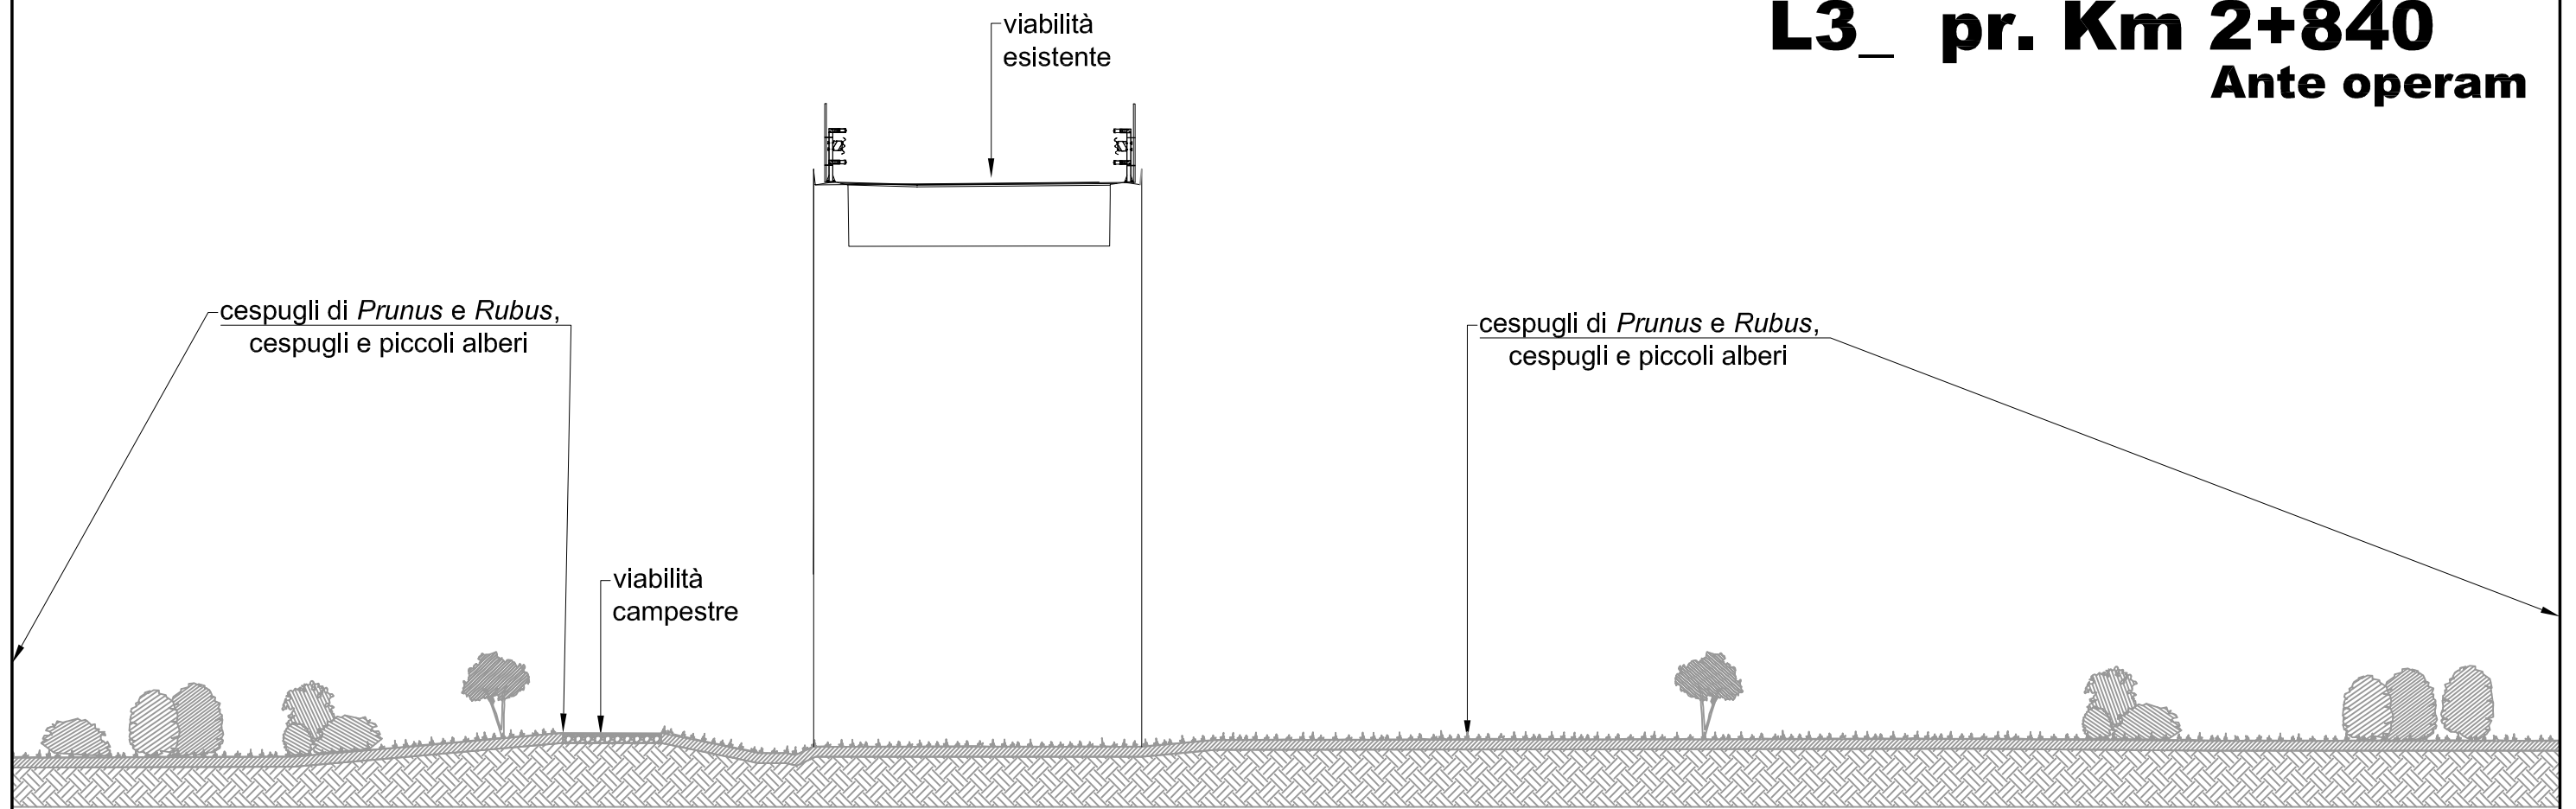 L3_ pr. Km 2+840
Ante operam
viabilità
esistente
cespugli di Prunus e Rubus,
cespugli e piccoli alberi
cespugli di Prunus e Rubus,
cespugli e piccoli alberi
viabilità
campestre